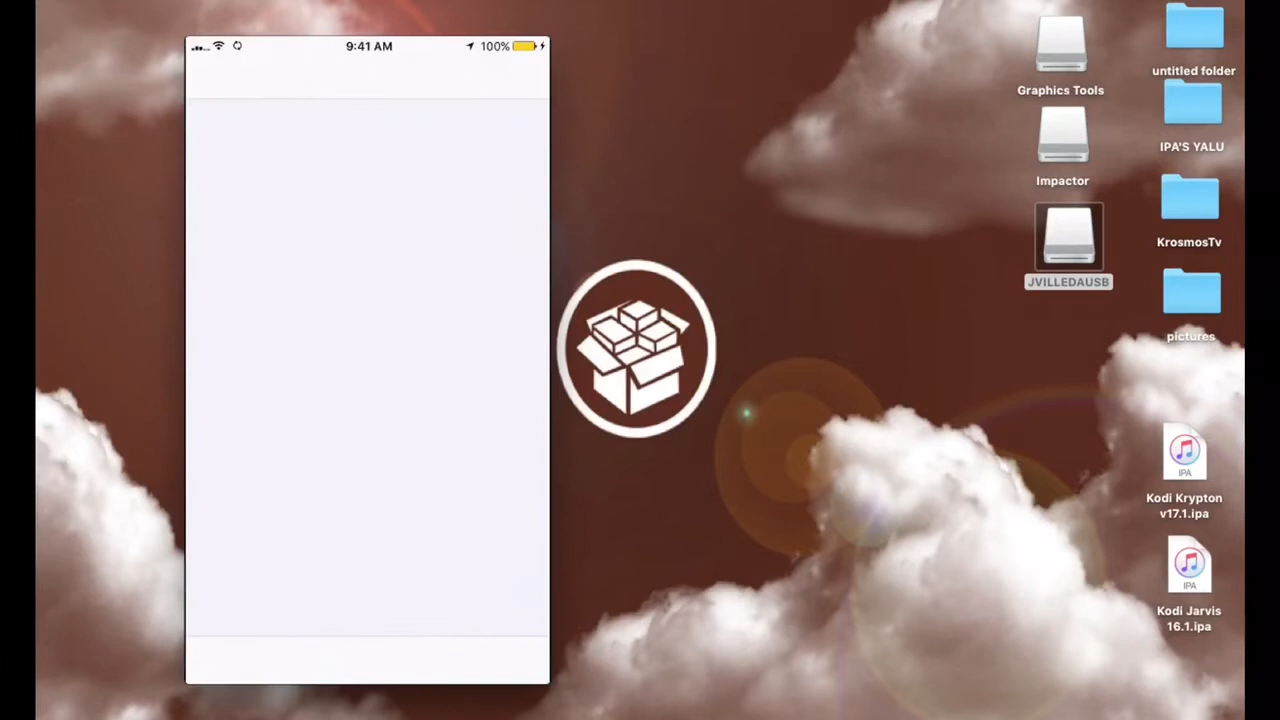 9:41 AM
100%
Graphics Tools
Impactor
JVILLEDAUSB
untitled folder
IPA'S YALU
KrosmosTv
pictures
IPA
Kodi Krypton
v17.1.ipa
IPA
Kodi Jarvis
16.1.ipa